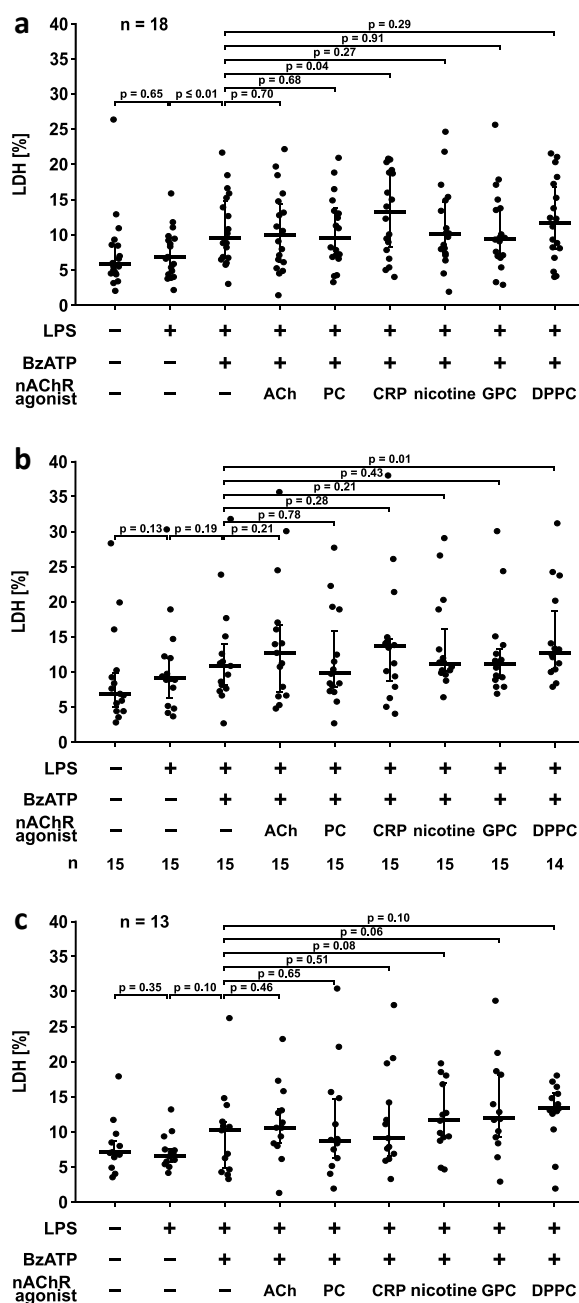 a
n = 18
p = 0.29
p = 0.91
p = 0.27
p = 0.04
p = 0.68
p = 0.65 p ≤ 0.01 p = 0.70
LDH [%]
40
35
30
25
20
15
10
5
0
LPS − + + + + + + + +
BzATP − − + + + + + + +
nAChR
agonist − − − ACh PC CRP nicotine GPC DPPC
b
p = 0.01
p = 0.43
p = 0.21
p = 0.28
p = 0.78
p = 0.13 p = 0.19 p = 0.21
LDH [%]
40
35
30
25
20
15
10
5
0
LPS − + + + + + + + +
BzATP − − + + + + + + +
nAChR
agonist − − − ACh PC CRP nicotine GPC DPPC
n 15 15 15 15 15 15 15 15 14
c
n = 13
p = 0.10
p = 0.06
p = 0.08
p = 0.51
p = 0.65
p = 0.35 p = 0.10 p = 0.46
LDH [%]
40
35
30
25
20
15
10
5
0
LPS − + + + + + + + +
BzATP − − + + + + + + +
nAChR
agonist − − − ACh PC CRP nicotine GPC DPPC